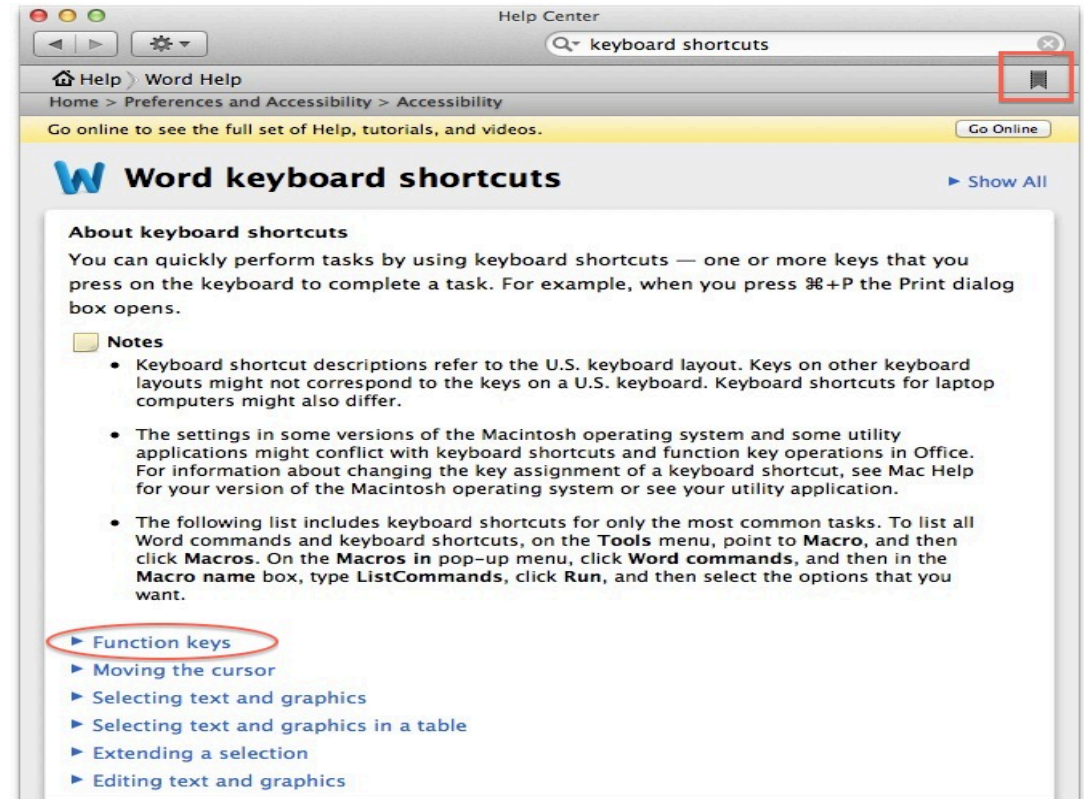 Help Center
keyboard shortcuts
Help Word Help
Home > Preferences and Accessibility > Accessibility
Go online to see the full set of Help, tutorials, and videos. Go Online
Word keyboard shortcuts
► Show All
About keyboard shortcuts
You can quickly perform tasks by using keyboard shortcuts — one or more keys that you
press on the keyboard to complete a task. For example, when you press ⌘+P the Print dialog
box opens.
Notes
• Keyboard shortcut descriptions refer to the U.S. keyboard layout. Keys on other keyboard
layouts might not correspond to the keys on a U.S. keyboard. Keyboard shortcuts for laptop
computers might also differ.
• The settings in some versions of the Macintosh operating system and some utility
applications might conflict with keyboard shortcuts and function key operations in Office.
For information about changing the key assignment of a keyboard shortcut, see Mac Help
for your version of the Macintosh operating system or see your utility application.
• The following list includes keyboard shortcuts for only the most common tasks. To list all
Word commands and keyboard shortcuts, on the Tools menu, point to Macro, and then
click Macros. On the Macros in pop-up menu, click Word commands, and then in the
Macro name box, type ListCommands, click Run, and then select the options that you
want.
► Function keys
► Moving the cursor
► Selecting text and graphics
► Selecting text and graphics in a table
► Extending a selection
► Editing text and graphics